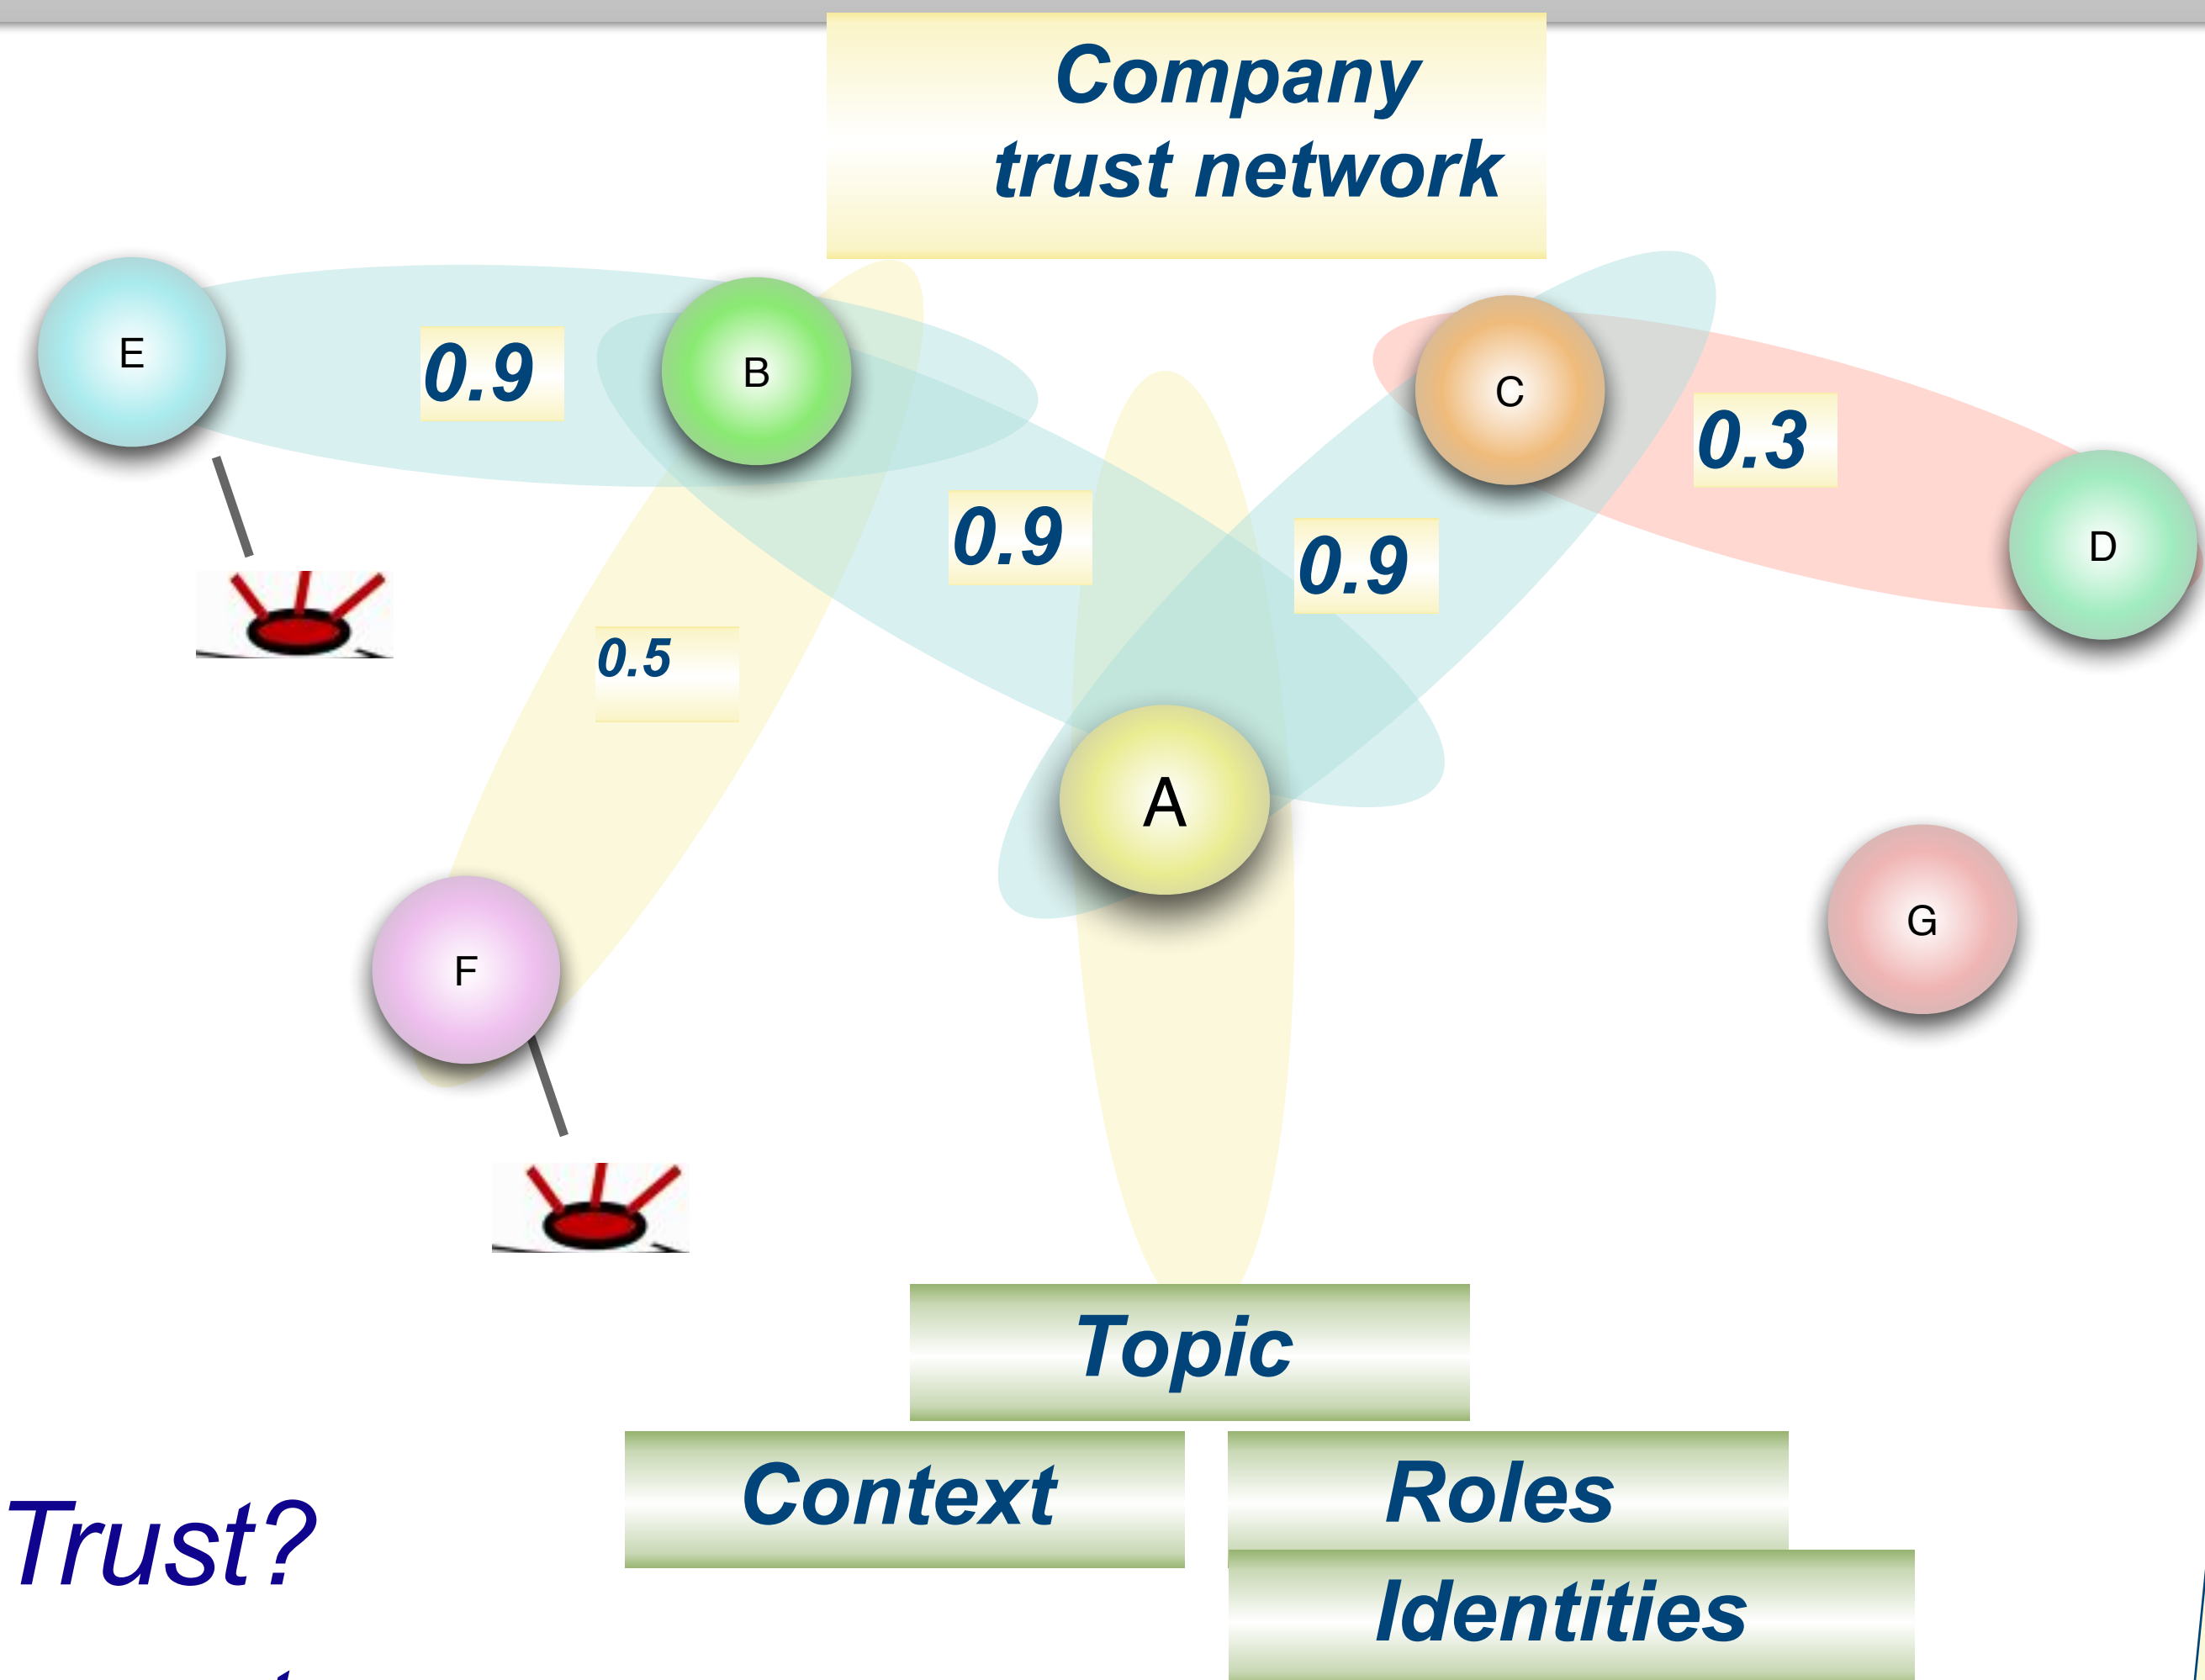 Company
trust network
E
0.9
B
C
0.3
D
0.9
0.9
0.5
A
G
F
Topic
Context
Roles
Trust?
Identities